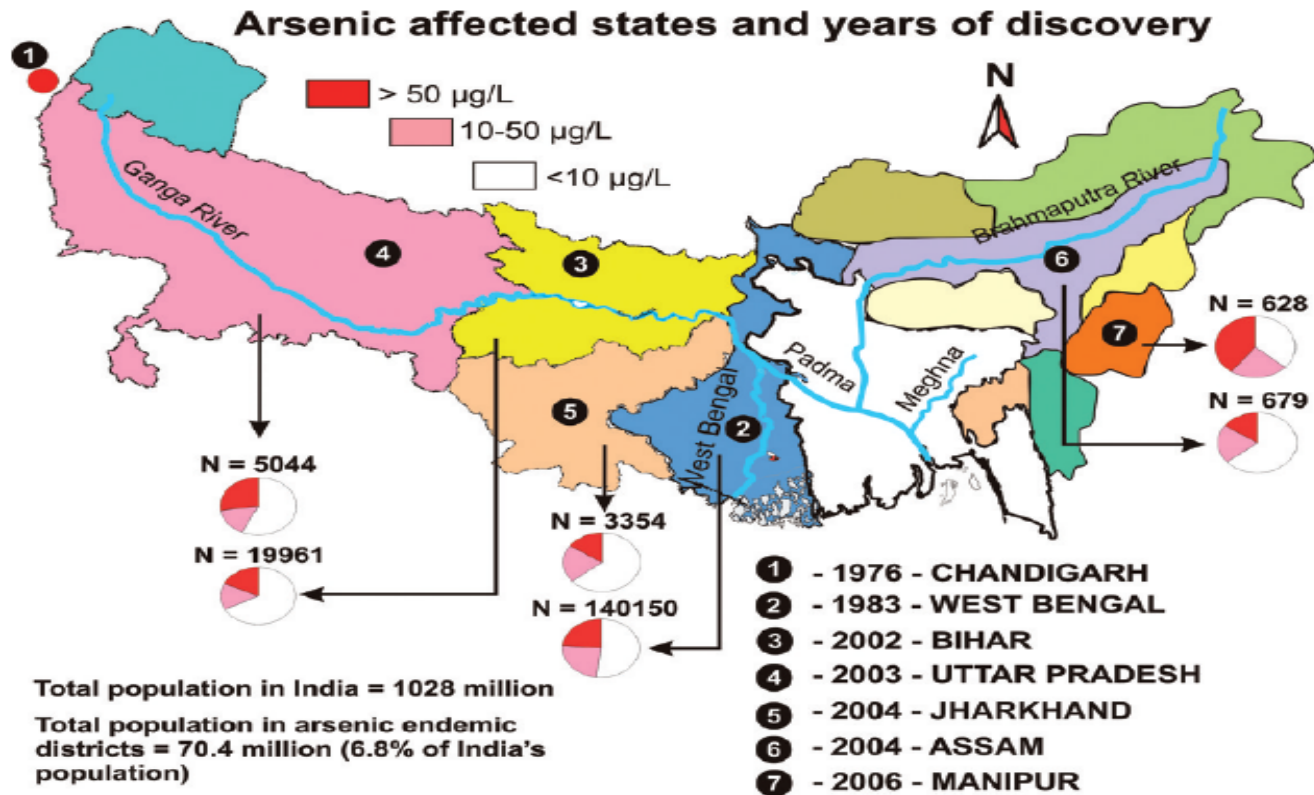 Arsenic affected states and years of discovery
1
N
> 50 µg/L
10-50 µg/L
<10 µg/L
Ganga River
Brahmaputra River
4
3
6
7
N = 628
Padma
Meghna
N = 679
5
West Bengal
2
N = 5044
N = 19961
N = 3354
N = 140150
1 - 1976 - CHANDIGARH
2 - 1983 - WEST BENGAL
3 - 2002 - BIHAR
4 - 2003 - UTTAR PRADESH
5 - 2004 - JHARKHAND
6 - 2004 - ASSAM
7 - 2006 - MANIPUR
Total population in India = 1028 million
Total population in arsenic endemic
districts = 70.4 million (6.8% of India's
population)